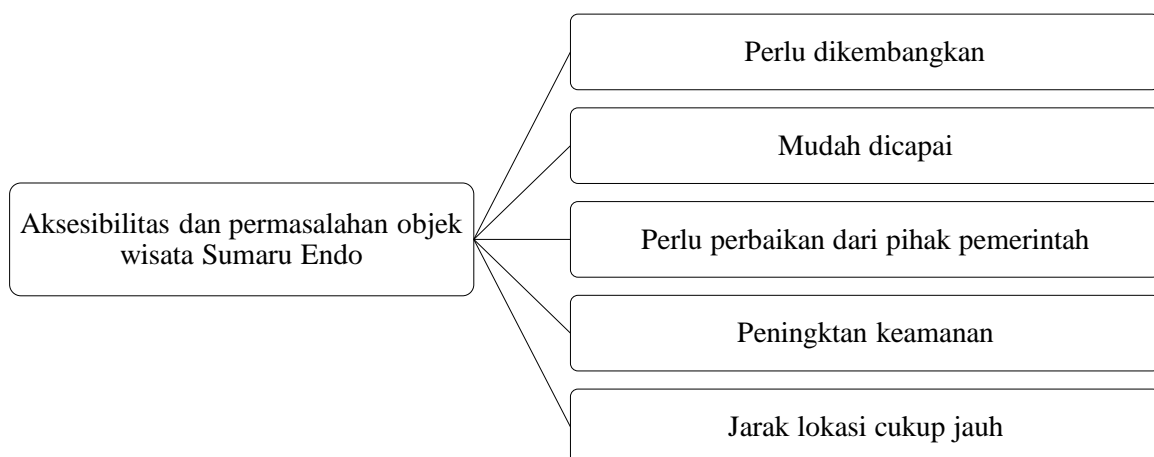 Perlu dikembangkan
Mudah dicapai
Aksesibilitas dan permasalahan objek
wisata Sumaru Endo
Perlu perbaikan dari pihak pemerintah
Peningktan keamanan
Jarak lokasi cukup jauh